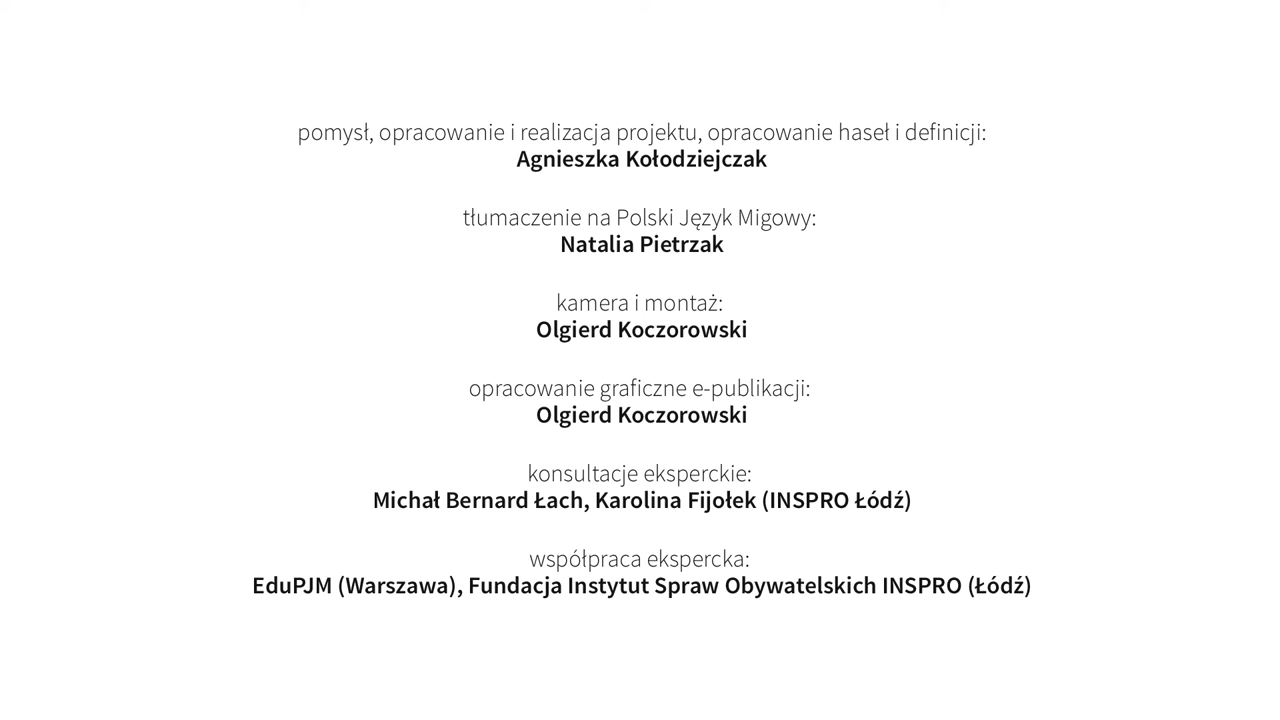 pomysł, opracowanie i realizacja projektu, opracowanie haseł i definicji:
Agnieszka Kołodziejczak
tłumaczenie na Polski Język Migowy:
Natalia Pietrzak
kamera i montaż:
Olgierd Koczorowski
opracowanie graficzne e-publikacji:
Olgierd Koczorowski
konsultacje eksperckie:
Michał Bernard Łach, Karolina Fijołek (INSPRO Łódź)
współpraca ekspercka:
EduPJM (Warszawa), Fundacja Instytut Spraw Obywatelskich INSPRO (Łódź)